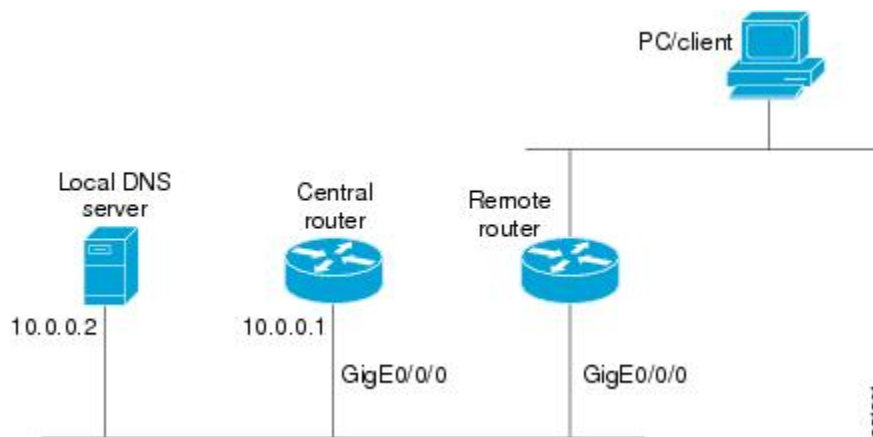 PC/client
Local DNS
server
Central
router
Remote
router
10.0.0.2
10.0.0.1
GigE0/0/0
GigE0/0/0